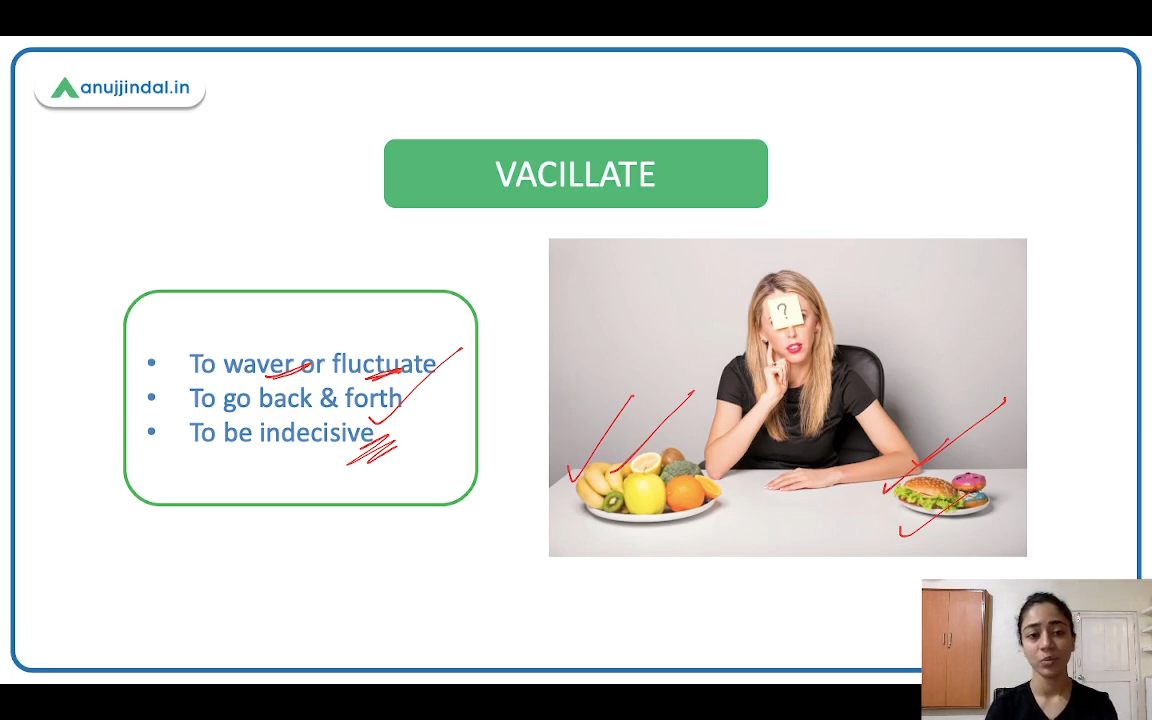 anujjindal.in
VACILLATE
• To waver or fluctuate
• To go back & forth
• To be indecisive
?